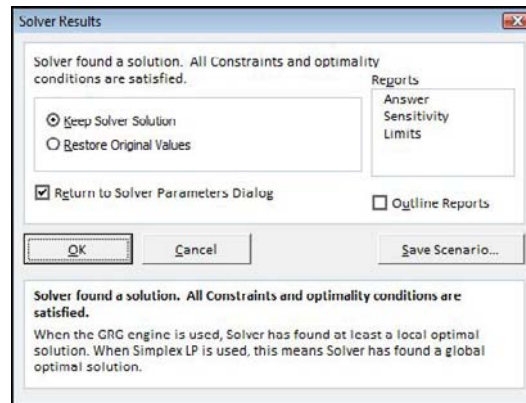 Solver Results
Solver found a solution. All Constraints and optimality
conditions are satisfied.
Reports
Answer
Sensitivity
Limits
Keep Solver Solution
Restore Original Values
Return to Solver Parameters Dialog
Outline Reports
OK
Cancel
Save Scenario...
Solver found a solution. All Constraints and optimality conditions are
satisfied.
When the GRG engine is used, Solver has found at least a local optimal
solution. When Simplex LP is used, this means Solver has found a global
optimal solution.